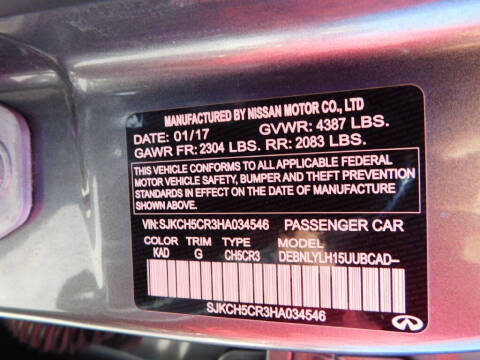 MANUFACTURED BY NISSAN MOTOR CO., LTD
DATE: 01/17 GVWR: 4387 LBS.
GAWR FR: 2304 LBS. RR: 2083 LBS.
THIS VEHICLE CONFORMS TO ALL APPLICABLE FEDERAL
MOTOR VEHICLE SAFETY, BUMPER AND THEFT PREVENTION
STANDARDS IN EFFECT ON THE DATE OF MANUFACTURE
SHOWN ABOVE.
VIN: SJKCH5CR3HA034546 PASSENGER CAR
COLOR TRIM TYPE MODEL
KAD G CH5CR3 DEBNLYLH15UUBCAD--
SJKCH5CR3HA034546
INFINITI